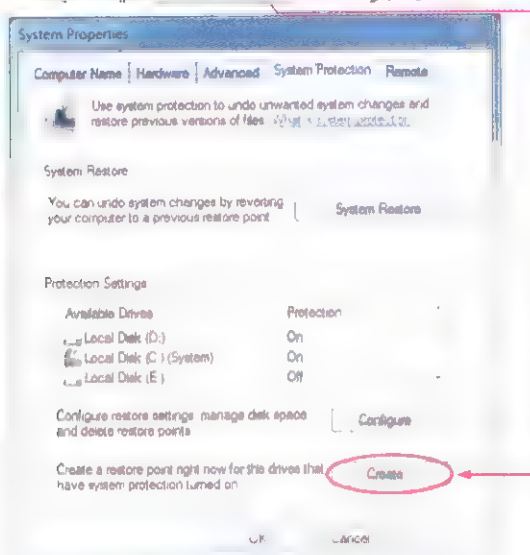 System Properties
Computer Name Hardware Advanced System Protection Remote
Use system protection to undo unwanted system changes and
restore previous versions of files.
System Restore
You can undo system changes by reverting
your computer to a previous restore point
System Restore
Protection Settings
Available Drives Protection
Local Disk (D:) On
Local Disk (C:) (System) On
Local Disk (E:) Off
Configure restore settings, manage disk space
and delete restore points
Configure
Create a restore point right now for the drives that
have system protection turned on
Create
OK Cancel